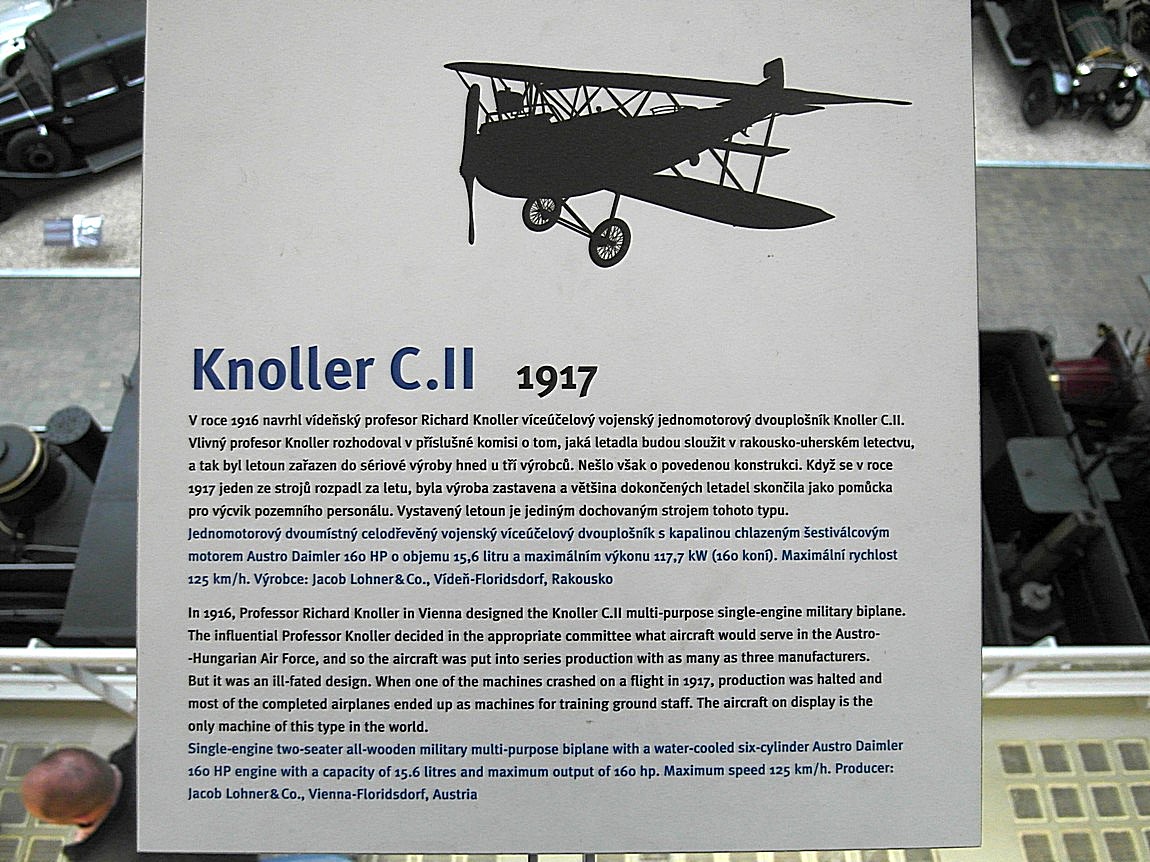 Knoller C.II 1917
V roce 1916 navrhl vídeňský profesor Richard Knoller víceúčelový vojenský jednomotorový dvouplošník Knoller C.II.
Vlivný profesor Knoller rozhodoval v příslušné komisi o tom, jaká letadla budou sloužit v rakousko-uherském letectvu,
a tak byl letoun zařazen do sériové výroby hned u tří výrobců. Nešlo však o povedenou konstrukci. Když se v roce
1917 jeden ze strojů rozpadl za letu, byla výroba zastavena a většina dokončených letadel skončila jako pomůcka
pro výcvik pozemního personálu. Vystavený letoun je jediným dochovaným strojem tohoto typu.
Jednomotorový dvoumístný celodřevěný vojenský víceúčelový dvouplošník s kapalinou chlazeným šestiválcovým
motorem Austro Daimler 160 HP o objemu 15,6 litru a maximálním výkonu 117,7 kW (160 koní). Maximální rychlost
125 km/h. Výrobce: Jacob Lohner&Co., Vídeň-Floridsdorf, Rakousko
In 1916, Professor Richard Knoller in Vienna designed the Knoller C.II multi-purpose single-engine military biplane.
The influential Professor Knoller decided in the appropriate committee what aircraft would serve in the Austro-
-Hungarian Air Force, and so the aircraft was put into series production with as many as three manufacturers.
But it was an ill-fated design. When one of the machines crashed on a flight in 1917, production was halted and
most of the completed airplanes ended up as machines for training ground staff. The aircraft on display is the
only machine of this type in the world.
Single-engine two-seater all-wooden military multi-purpose biplane with a water-cooled six-cylinder Austro Daimler
160 HP engine with a capacity of 15.6 litres and maximum output of 160 hp. Maximum speed 125 km/h. Producer:
Jacob Lohner&Co., Vienna-Floridsdorf, Austria